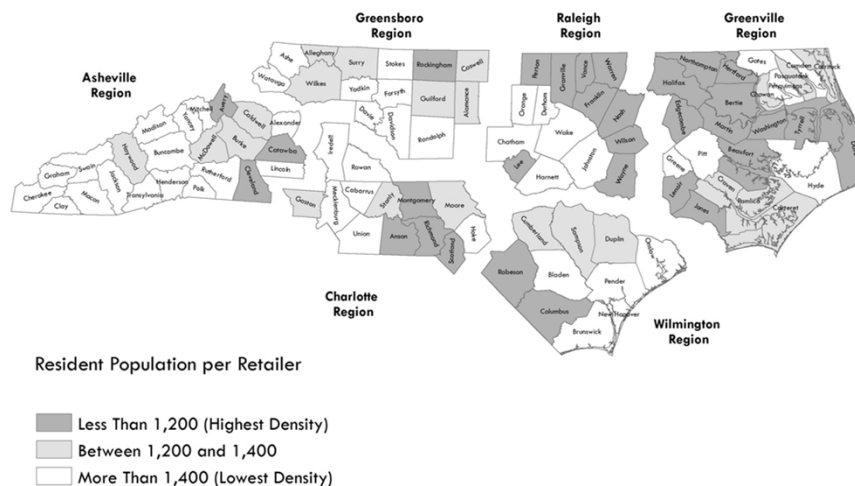 Greensboro
Region
Raleigh
Region
Greenville
Region
Asheville
Region
Ashe
Alleghany
Surry
Stokes
Rockingham
Caswell
Watauga
Wilkes
Yadkin
Forsyth
Guilford
Alamance
Davie
Davidson
Randolph
Mitchell
Avery
Caldwell
Alexander
Madison
Yancey
Burke
Catawba
McDowell
Haywood
Buncombe
Lincoln
Swain
Graham
Rutherford
Cleveland
Henderson
Polk
Jackson
Transylvania
Cherokee
Macon
Clay
Iredell
Rowan
Cabarrus
Stanly
Montgomery
Moore
Gaston
Mecklenburg
Union
Anson
Richmond
Scotland
Hoke
Person
Granville
Vance
Warren
Orange
Durham
Franklin
Nash
Chatham
Wake
Wilson
Lee
Johnston
Harnett
Wayne
Northampton
Hertford
Gates
Camden
Currituck
Pasquotank
Perquimans
Halifax
Chowan
Bertie
Edgecombe
Martin
Washington
Tyrrell
Pitt
Beaufort
Greene
Hyde
Lenoir
Craven
Pamlico
Jones
Carteret
Cumberland
Sampson
Duplin
Onslow
Robeson
Bladen
Pender
Columbus
New Hanover
Brunswick
Charlotte
Region
Wilmington
Region
Resident Population per Retailer
Less Than 1,200 (Highest Density)
Between 1,200 and 1,400
More Than 1,400 (Lowest Density)